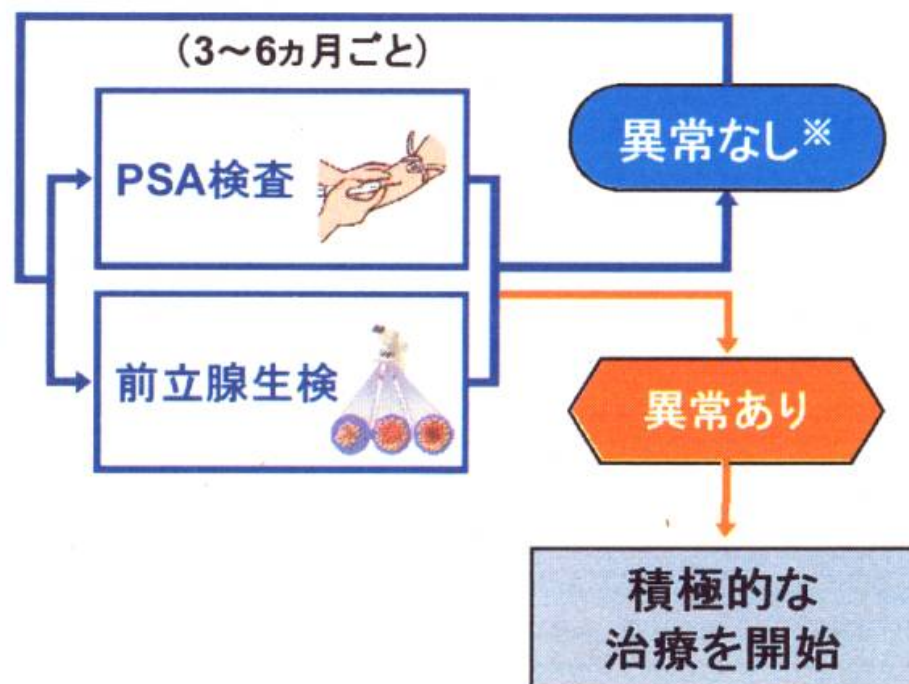 (3～6ヵ月ごと)
PSA検査
異常なし※
前立腺生検
異常あり
積極的な
治療を開始